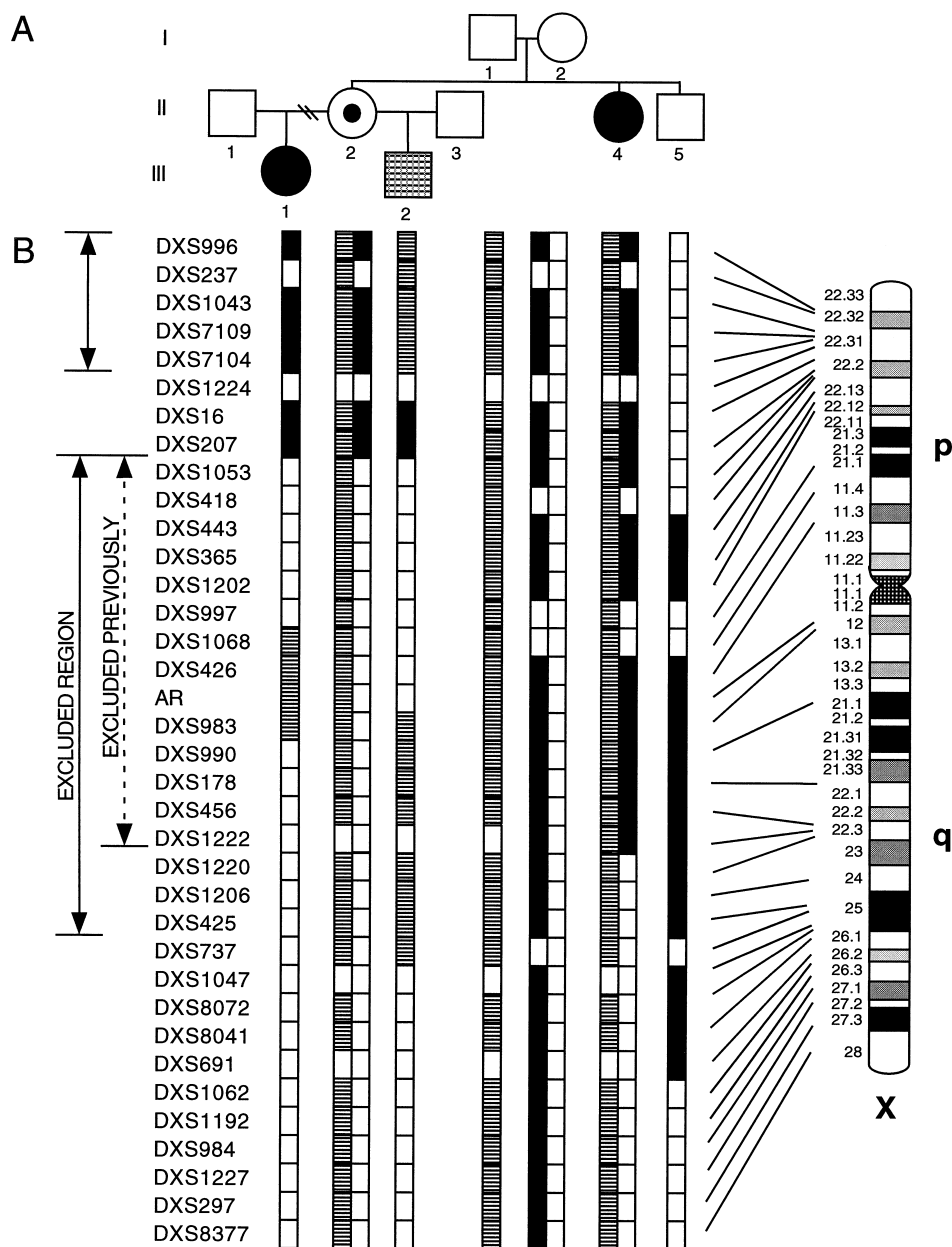 A
I
1 2
II
1 2 3 4 5
III
1 2
B
DXS996
DXS237
DXS1043
DXS7109
DXS7104
DXS1224
DXS16
DXS207
DXS1053
DXS418
DXS443
DXS365
DXS1202
DXS997
DXS1068
DXS426
AR
DXS983
DXS990
DXS178
DXS456
DXS1222
DXS1220
DXS1206
DXS425
DXS737
DXS1047
DXS8072
DXS8041
DXS691
DXS1062
DXS1192
DXS984
DXS1227
DXS297
DXS8377
EXCLUDED REGION
EXCLUDED PREVIOUSLY
22.33
22.32
22.31
22.2
22.13
22.12
22.11
21.3
21.2
21.1
11.4
11.3
11.23
11.22
11.1
11.1
11.2
12
13.1
13.2
13.3
21.1
21.2
21.31
21.32
21.33
22.1
22.2
22.3
23
24
25
26.1
26.2
26.3
27.1
27.2
27.3
28
p
q
X